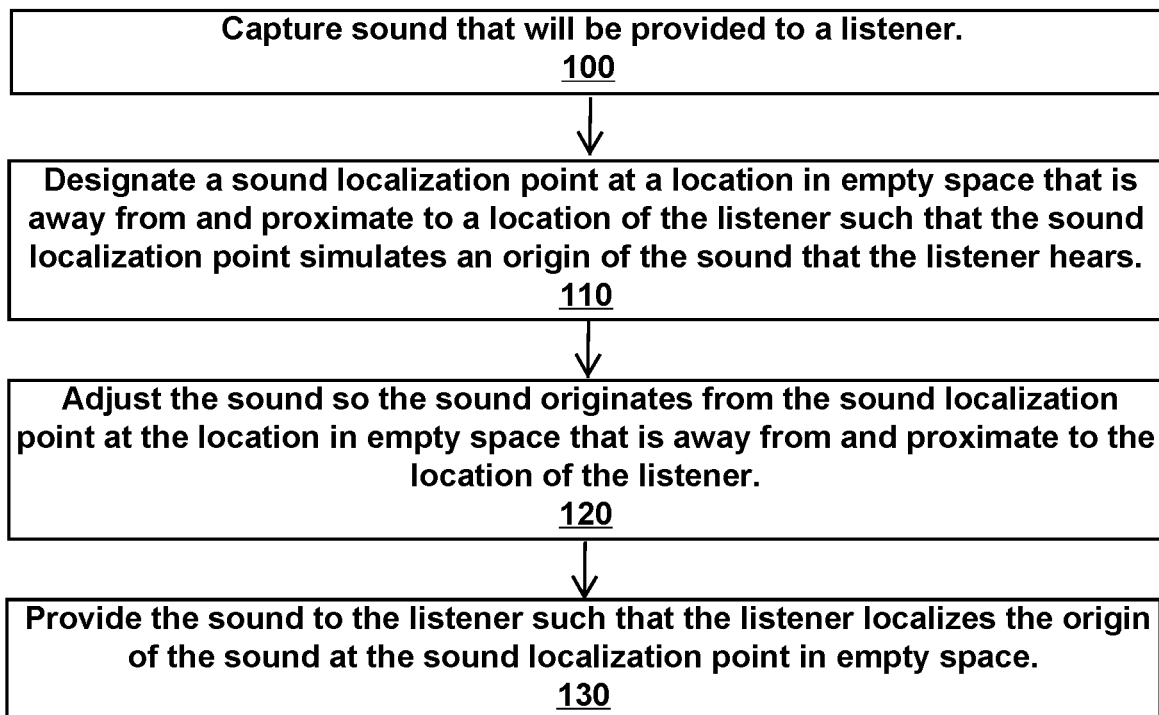 Capture sound that will be provided to a listener.
100
Designate a sound localization point at a location in empty space that is
away from and proximate to a location of the listener such that the sound
localization point simulates an origin of the sound that the listener hears.
110
Adjust the sound so the sound originates from the sound localization
point at the location in empty space that is away from and proximate to the
location of the listener.
120
Provide the sound to the listener such that the listener localizes the origin
of the sound at the sound localization point in empty space.
130